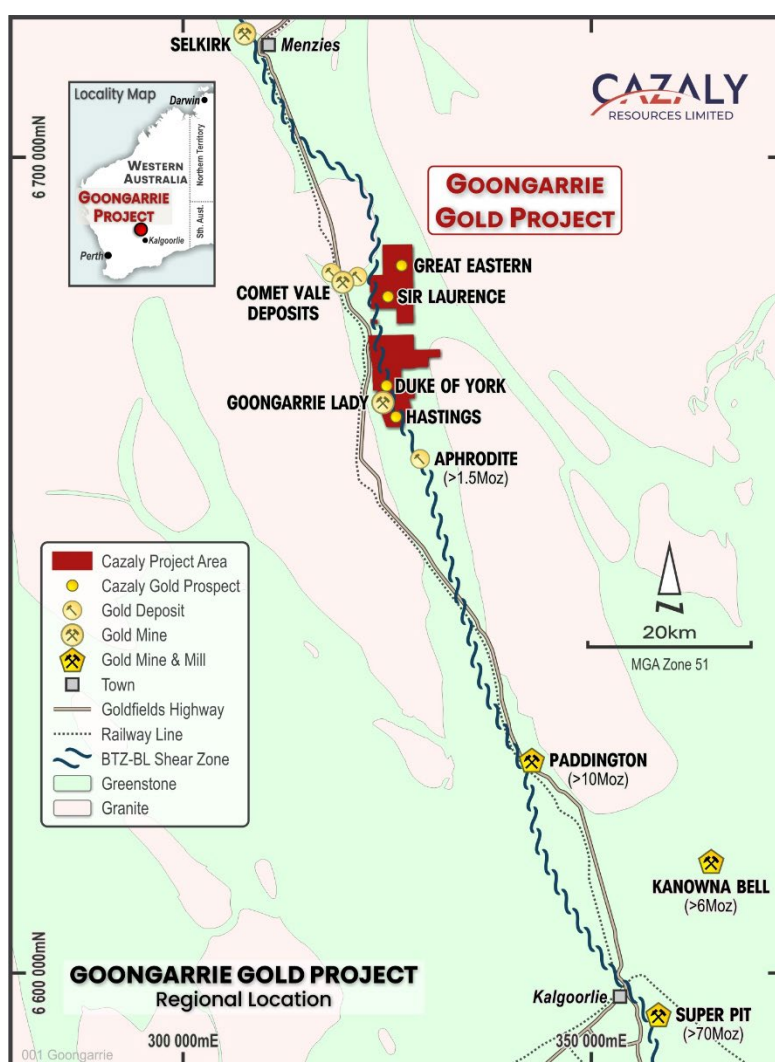 SELKIRK
Menzies
CAZALY
RESOURCES LIMITED
Locality Map
Darwin
WESTERN
AUSTRALIA
Northern Territory
Sth. Aust.
GOONGARRIE
PROJECT
Kalgoorlie
Perth
6 700 000mN
GOONGARRIE
GOLD PROJECT
GREAT EASTERN
SIR LAURENCE
COMET VALE
DEPOSITS
DUKE OF YORK
GOONGARRIE LADY
HASTINGS
APHRODITE
(>1.5Moz)
Cazaly Project Area
Cazaly Gold Prospect
Gold Deposit
Gold Mine
Gold Mine & Mill
Town
Goldfields Highway
Railway Line
BTZ-BL Shear Zone
Greenstone
Granite
N
20km
MGA Zone 51
PADDINGTON
(>10Moz)
KANOWNA BELL
(>6Moz)
6 600 000mN
GOONGARRIE GOLD PROJECT
Regional Location
Kalgoorlie
SUPER PIT
(>70Moz)
300 000mE
350 000mE
001 Goongarrie